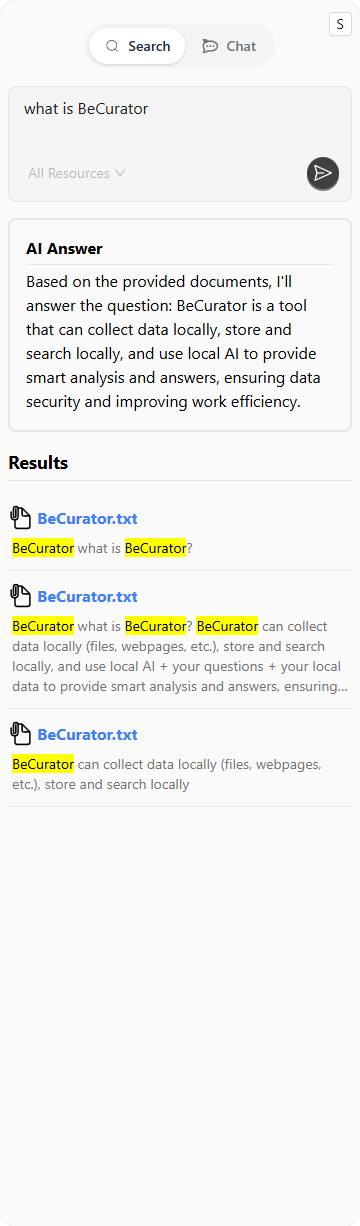 S
Search Chat
what is BeCurator
All Resources
AI Answer
Based on the provided documents, I'll
answer the question: BeCurator is a tool
that can collect data locally, store and
search locally, and use local AI to provide
smart analysis and answers, ensuring data
security and improving work efficiency.
Results
BeCurator.txt
BeCurator what is BeCurator?
BeCurator.txt
BeCurator what is BeCurator? BeCurator can collect
data locally (files, webpages, etc.), store and search
locally, and use local AI + your questions + your local
data to provide smart analysis and answers, ensuring...
BeCurator.txt
BeCurator can collect data locally (files, webpages,
etc.), store and search locally